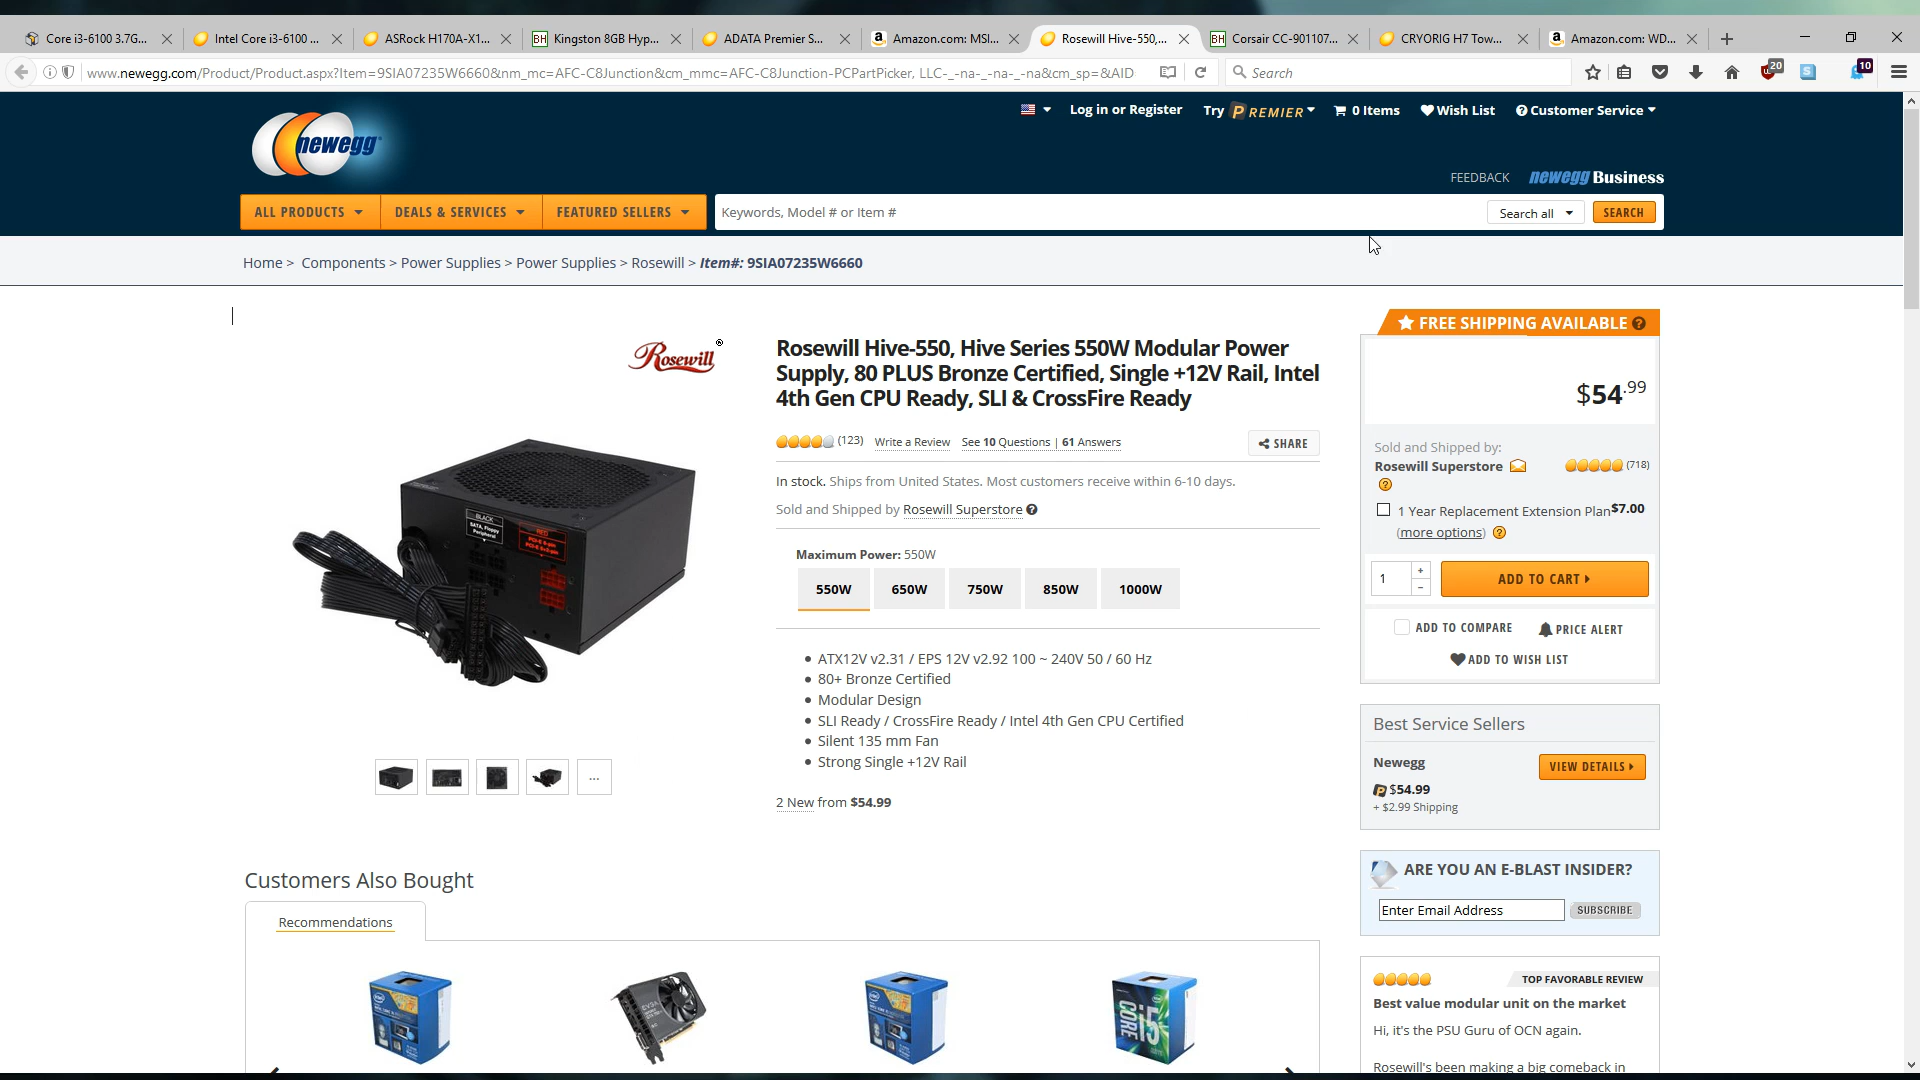 Core i3-6100 3.7G...
Intel Core i3-6100 ...
ASRock H170A-X1...
BH Kingston 8GB Hyp...
ADATA Premier S...
a Amazon.com: MSI...
Rosewill Hive-550,...
BH Corsair CC-901107...
CRYORIG H7 Tow...
a Amazon.com: WD...
www.newegg.com/Product/Product.aspx?Item=9SIA07235W6660&nm_mc=AFC-C8Junction&cm_mmc=AFC-C8Junction-PCPartPicker, LLC-_-na-_-na-_-na&cm_sp=&AID
Search
20
S
10
newegg
Log in or Register
Try PREMIER
0 Items
Wish List
Customer Service
FEEDBACK
newegg Business
ALL PRODUCTS
DEALS & SERVICES
FEATURED SELLERS
Keywords, Model # or Item #
Search all
SEARCH
Home > Components > Power Supplies > Power Supplies > Rosewill > Item#: 9SIA07235W6660
Rosewill®
BLACK
SATA, Floppy
Peripheral
RED
Rosewill Hive-550, Hive Series 550W Modular Power
Supply, 80 PLUS Bronze Certified, Single +12V Rail, Intel
4th Gen CPU Ready, SLI & CrossFire Ready
(123) Write a Review See 10 Questions | 61 Answers
SHARE
In stock. Ships from United States. Most customers receive within 6-10 days.
Sold and Shipped by Rosewill Superstore
Maximum Power: 550W
550W 650W 750W 850W 1000W
ATX12V v2.31 / EPS 12V v2.92 100 ~ 240V 50 / 60 Hz
80+ Bronze Certified
Modular Design
SLI Ready / CrossFire Ready / Intel 4th Gen CPU Certified
Silent 135 mm Fan
Strong Single +12V Rail
2 New from $54.99
...
FREE SHIPPING AVAILABLE
$54.99
Sold and Shipped by:
Rosewill Superstore
(718)
1 Year Replacement Extension Plan $7.00
(more options)
1
+
-
ADD TO CART
ADD TO COMPARE
PRICE ALERT
ADD TO WISH LIST
Best Service Sellers
Newegg
VIEW DETAILS
P $54.99
+ $2.99 Shipping
ARE YOU AN E-BLAST INSIDER?
Enter Email Address
SUBSCRIBE
TOP FAVORABLE REVIEW
Best value modular unit on the market
Hi, it's the PSU Guru of OCN again.
Rosewill's been making a big comeback in
Customers Also Bought
Recommendations
EVGA
CORE i5